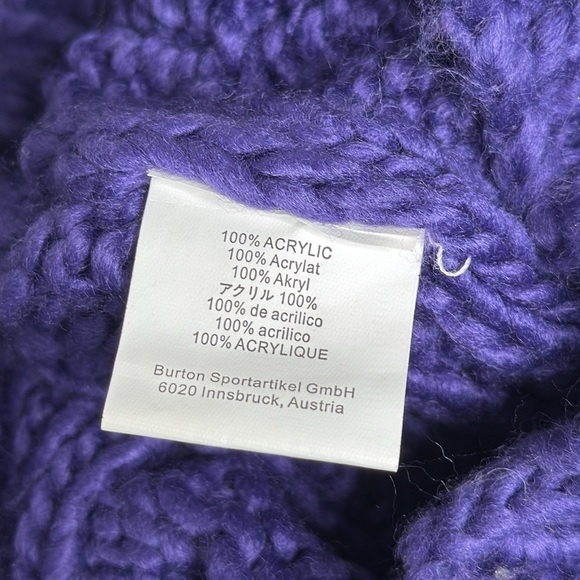 100% ACRYLIC
100% Acrylat
100% Akryl
アクリル 100%
100% de acrilico
100% acrilico
100% ACRYLIQUE
Burton Sportartikel GmbH
6020 Innsbruck, Austria